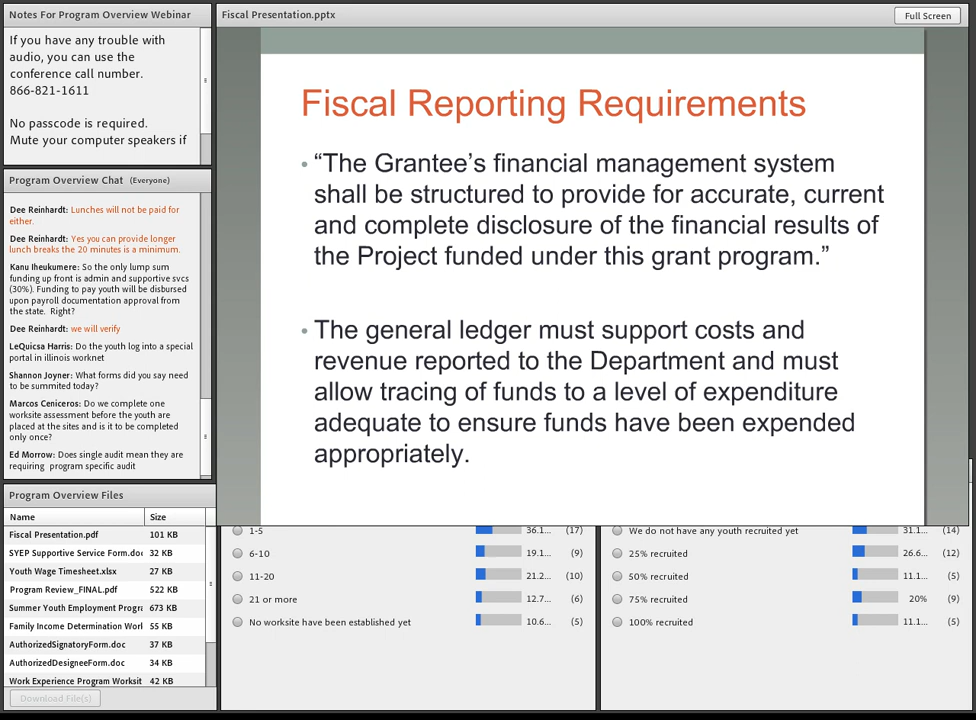 Notes For Program Overview Webinar
If you have any trouble with
audio, you can use the
conference call number.
866-821-1611
No passcode is required.
Mute your computer speakers if
Program Overview Chat (Everyone)
Dee Reinhardt: Lunches will not be paid for
either.
Dee Reinhardt: Yes you can provide longer
lunch breaks the 20 minutes is a minimum.
Kanu Iheukumere: So the only lump sum
funding up front is admin and supportive svcs
(30%). Funding to pay youth will be disbursed
upon payroll documentation approval from
the state. Right?
Dee Reinhardt: we will verify
LeQuicsa Harris: Do the youth log into a special
portal in illinois worknet
Shannon Joyner: What forms did you say need
to be summited today?
Marcos Ceniceros: Do we complete one
worksite assessment before the youth are
placed at the sites and is it to be completed
only once?
Ed Morrow: Does single audit mean they are
requiring program specific audit
Program Overview Files
Name Size
Fiscal Presentation.pdf 101 KB
SYEP Supportive Service Form.doc 32 KB
Youth Wage Timesheet.xlsx 27 KB
Program Review_FINAL.pdf 522 KB
Summer Youth Employment Progra 673 KB
Family Income Determination Worl 55 KB
AuthorizedSignatoryForm.doc 37 KB
AuthorizedDesigneeForm.doc 34 KB
Work Experience Program Worksit 42 KB
Download File(s)
Fiscal Presentation.pptx
Full Screen
Fiscal Reporting Requirements
• “The Grantee’s financial management system
shall be structured to provide for accurate, current
and complete disclosure of the financial results of
the Project funded under this grant program.”
• The general ledger must support costs and
revenue reported to the Department and must
allow tracing of funds to a level of expenditure
adequate to ensure funds have been expended
appropriately.
1-5 36.1... (17)
6-10 19.1... (9)
11-20 21.2... (10)
21 or more 12.7... (6)
No worksite have been established yet 10.6... (5)
We do not have any youth recruited yet 31.1... (14)
25% recruited 26.6... (12)
50% recruited 11.1... (5)
75% recruited 20% (9)
100% recruited 11.1... (5)